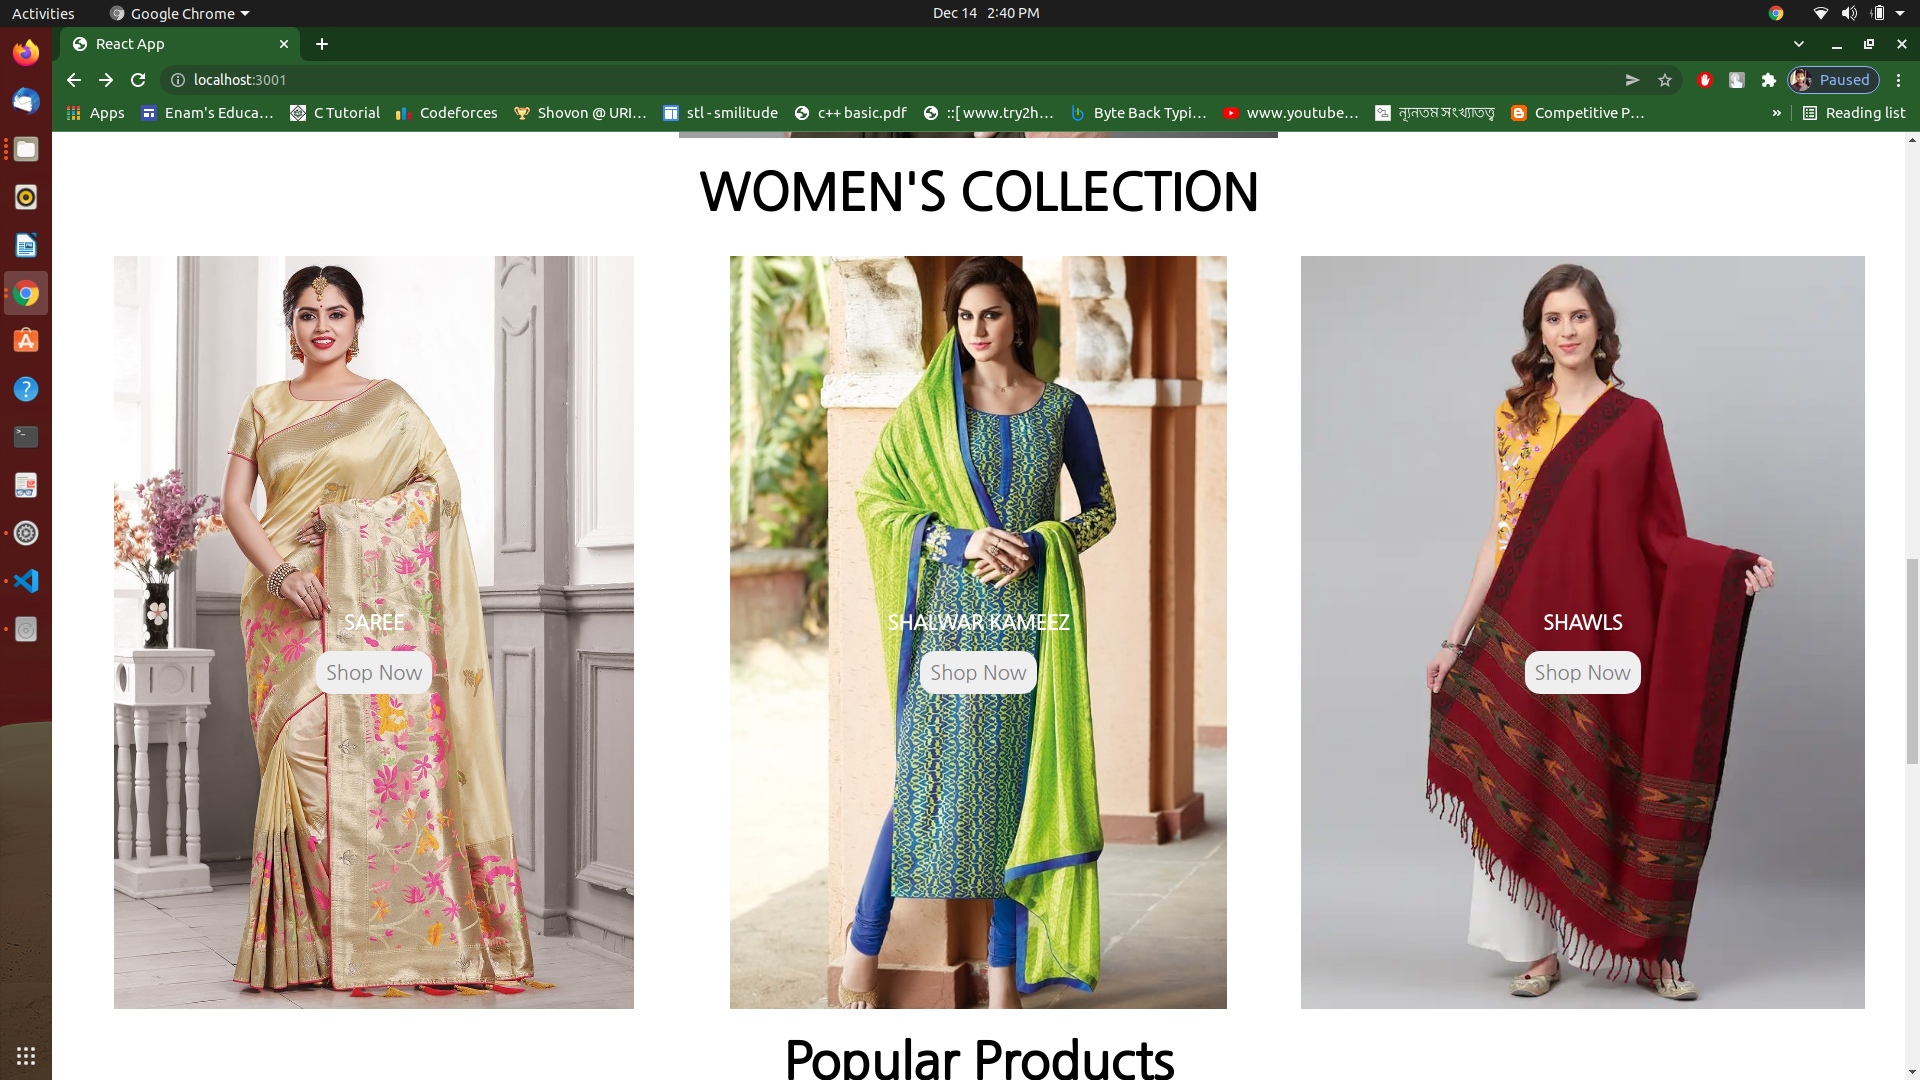 Activities Google Chrome Dec 14 2:40 PM
React App
localhost:3001 Paused
Apps Enam's Educa... C Tutorial Codeforces Shovon @ URI... stl - smilitude c++ basic.pdf ::[ www.try2h... Byte Back Typi... www.youtube... ন্যূনতম সংখ্যাতত্ত্ব Competitive P... » Reading list
WOMEN'S COLLECTION
SAREE SHALWAR KAMEEZ SHAWLS
Shop Now Shop Now Shop Now
Popular Products